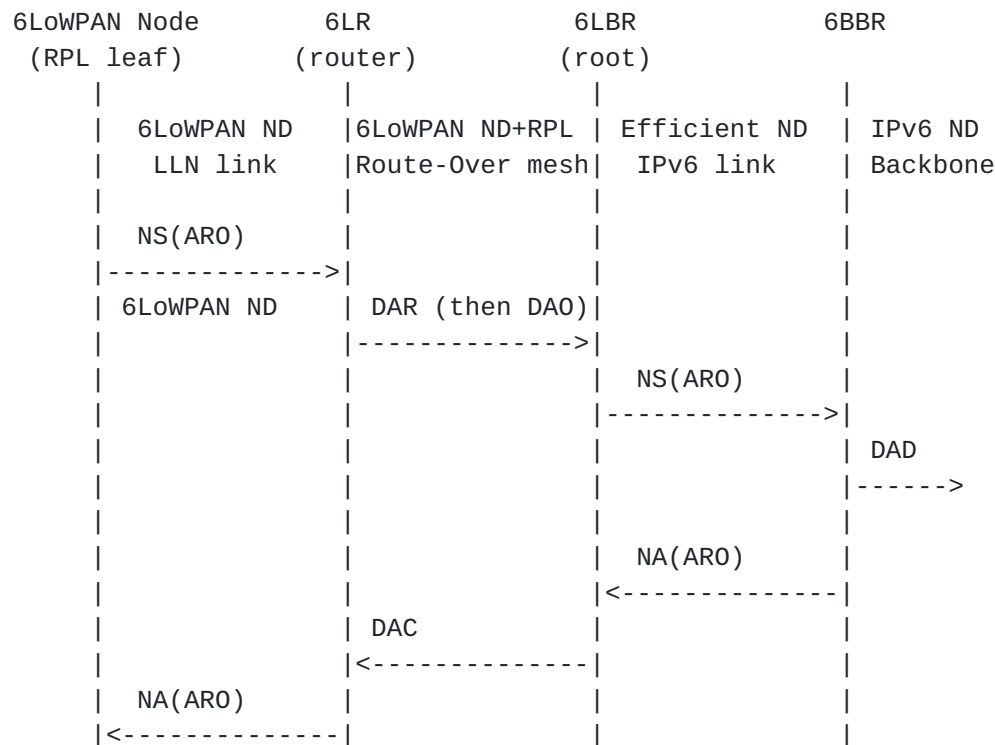 6LoWPAN Node 6LR 6LBR 6BBR
(RPL leaf) (router) (root)
6LoWPAN ND 6LoWPAN ND+RPL Efficient ND IPv6 ND
LLN link Route-Over mesh IPv6 link Backbone
NS(ARO)
6LoWPAN ND DAR (then DAO)
NS(ARO)
DAD
NA(ARO)
DAC
NA(ARO)